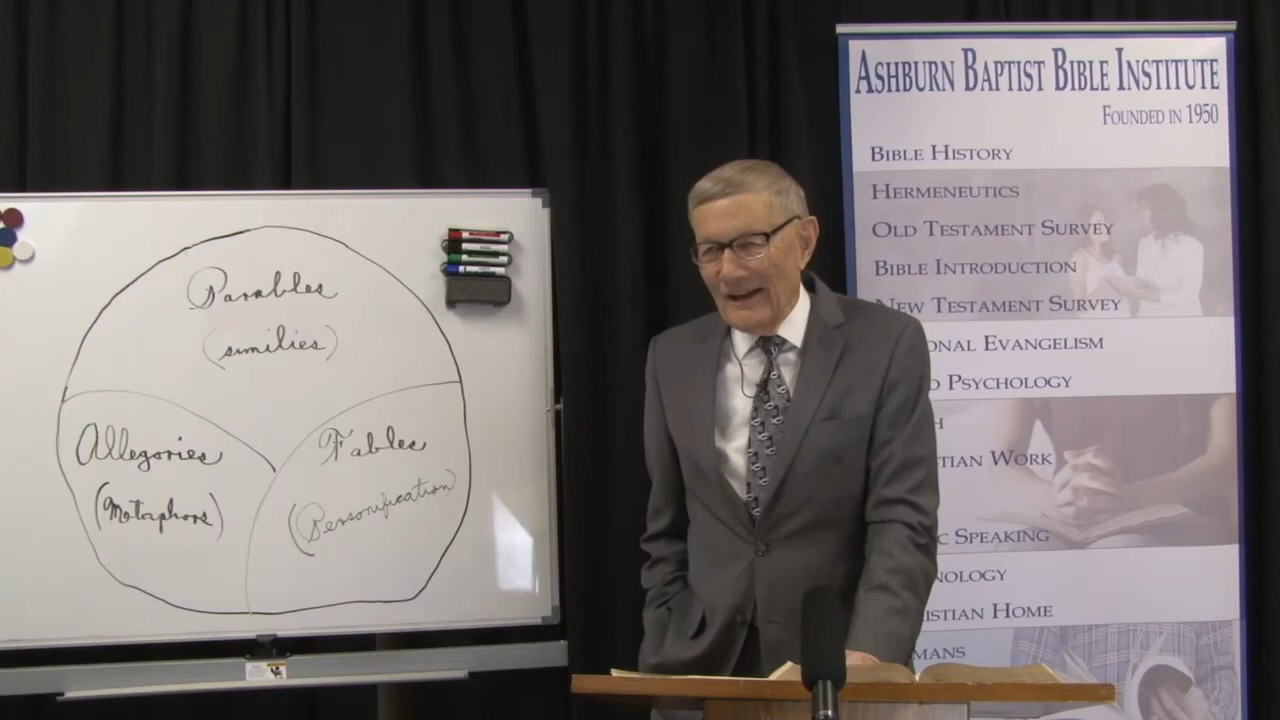 Parables
(similies)
Allegories
(Metaphors)
Fables
(Personification)
ASHBURN BAPTIST BIBLE INSTITUTE
FOUNDED IN 1950
BIBLE HISTORY
HERMENEUTICS
OLD TESTAMENT SURVEY
BIBLE INTRODUCTION
NEW TESTAMENT SURVEY
ONAL EVANGELISM
PSYCHOLOGY
TIAN WORK
C SPEAKING
NOLOGY
RISTIAN HOME
MANS